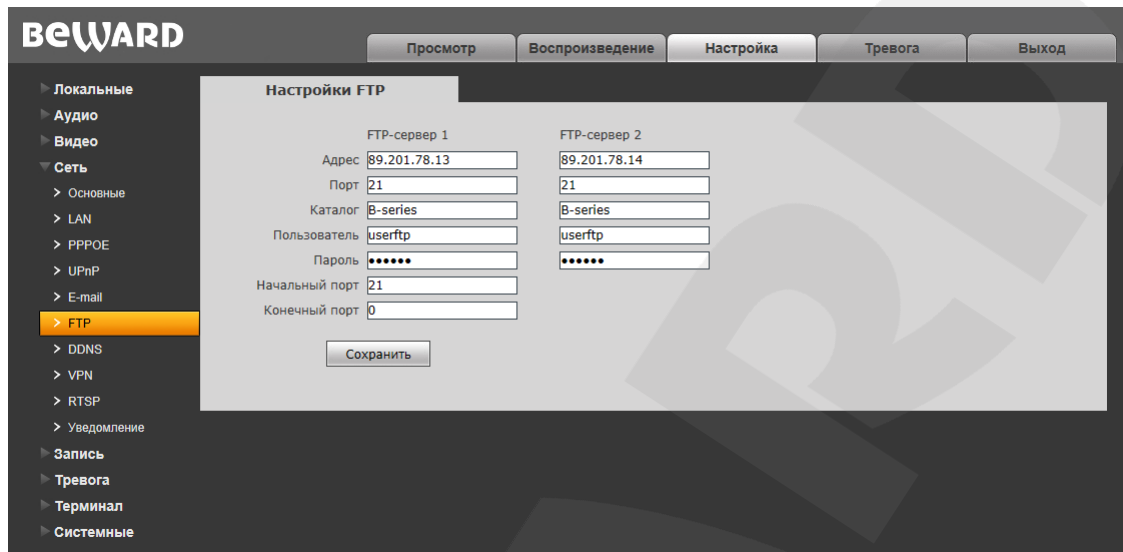 BEWARD
Просмотр Воспроизведение Настройка Тревога Выход
Локальные
Аудио
Видео
Сеть
> Основные
> LAN
> PPPOE
> UPnP
> E-mail
> FTP
> DDNS
> VPN
> RTSP
> Уведомление
Запись
Тревога
Терминал
Системные
Настройки FTP
FTP-сервер 1 FTP-сервер 2
Адрес 89.201.78.13 89.201.78.14
Порт 21 21
Каталог B-series B-series
Пользователь userftp userftp
Пароль •••••• ••••••
Начальный порт 21
Конечный порт 0
Сохранить